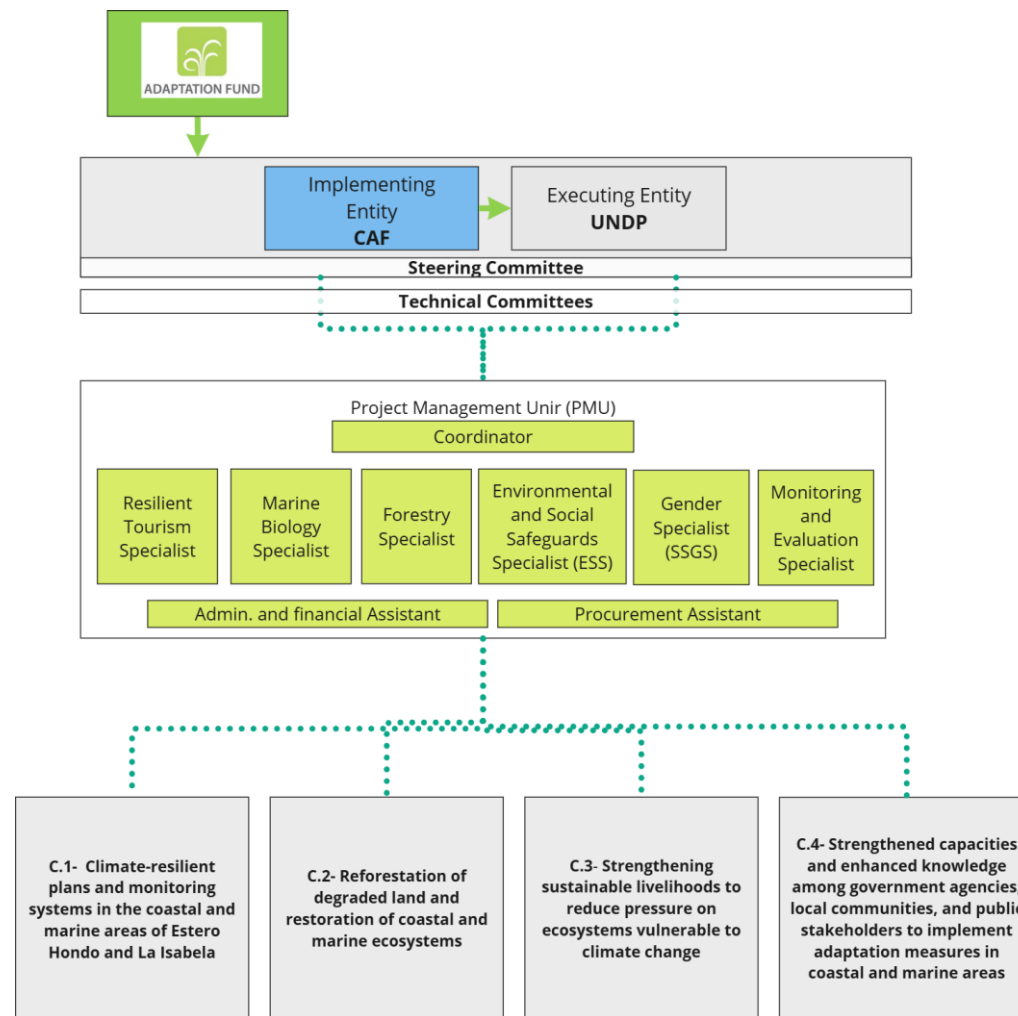 ADAPTATION FUND
Implementing
Entity
CAF
Executing Entity
UNDP
Steering Committee
Technical Committees
Project Management Unir (PMU)
Coordinator
Resilient
Tourism
Specialist
Marine
Biology
Specialist
Forestry
Specialist
Environmental
and Social
Safeguards
Specialist (ESS)
Gender
Specialist
(SSGS)
Monitoring
and
Evaluation
Specialist
Admin. and financial Assistant
Procurement Assistant
C.1- Climate-resilient
plans and monitoring
systems in the coastal and
marine areas of Estero
Hondo and La Isabela
C.2- Reforestation of
degraded land and
restoration of coastal and
marine ecosystems
C.3- Strengthening
sustainable livelihoods to
reduce pressure on
ecosystems vulnerable to
climate change
C.4- Strengthened capacities
and enhanced knowledge
among government agencies,
local communities, and public
stakeholders to implement
adaptation measures in
coastal and marine areas